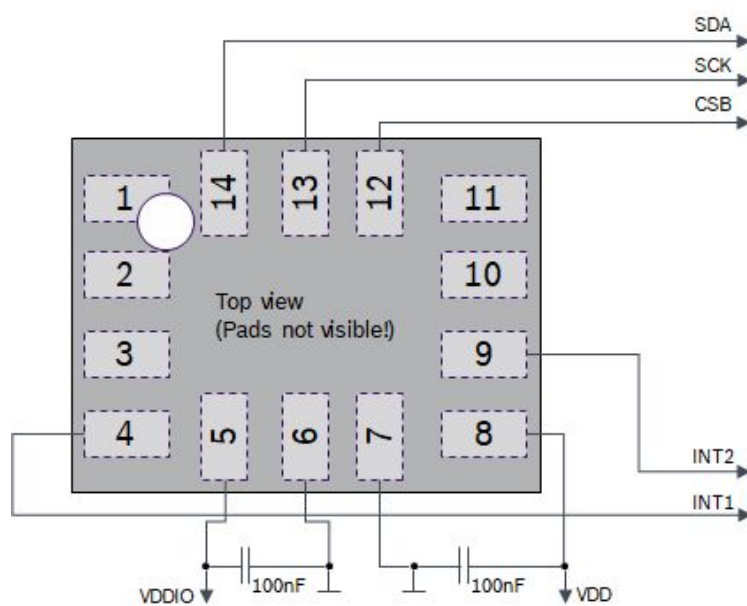 SDA
SCK
CSB
14
13
12
1
11
2
10
Top view
(Pads not visible!)
3
9
4
5
6
7
8
INT2
INT1
100nF
100nF
VDDIO
VDD